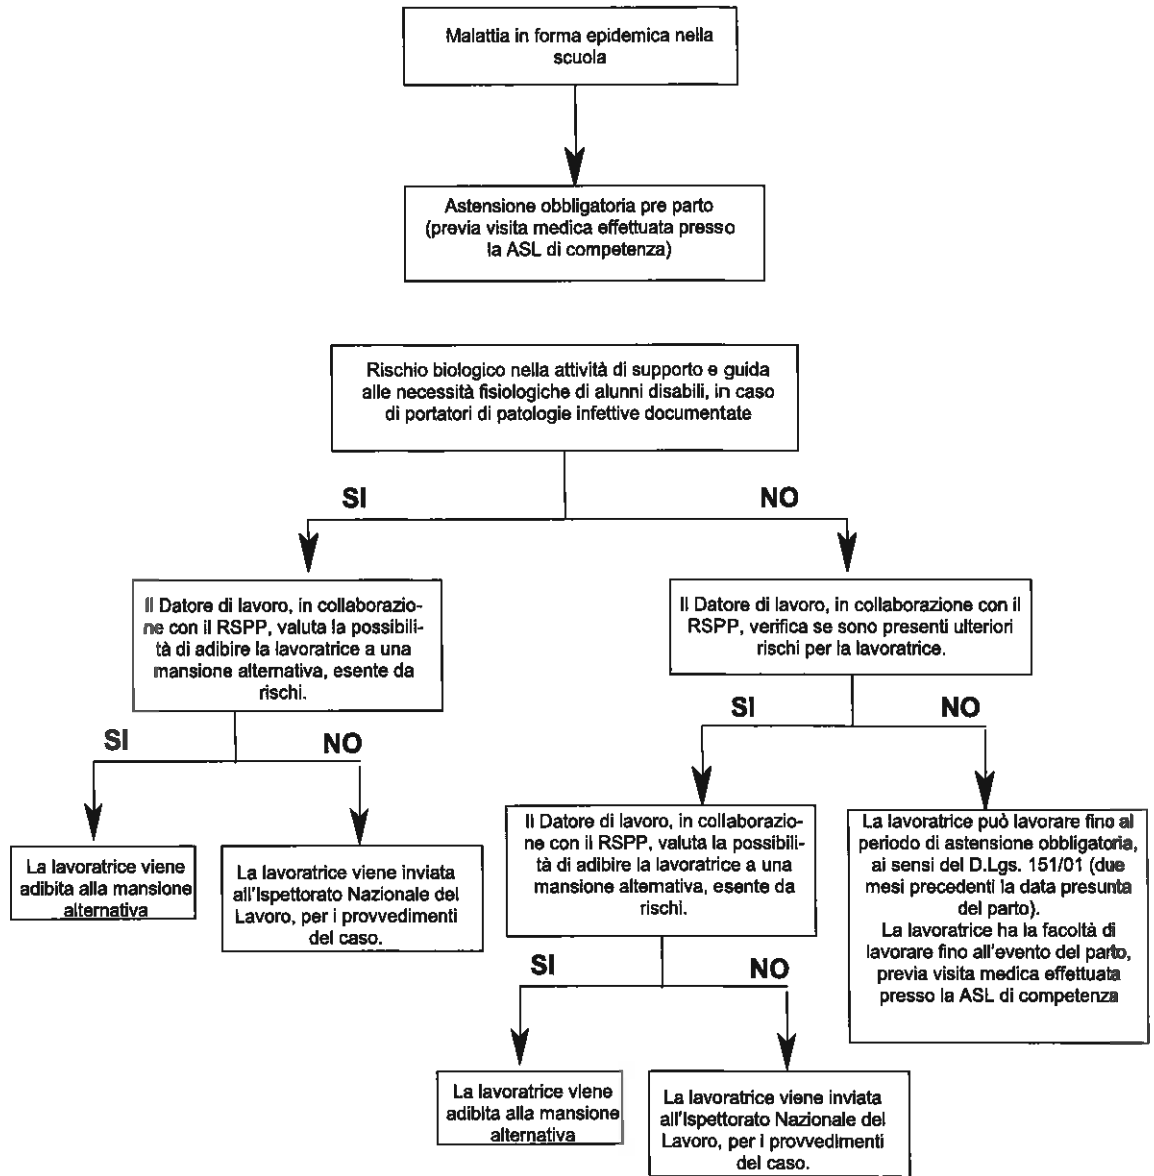 Malattia in forma epidemica nella
scuola
Astensione obbligatoria pre parto
(previa visita medica effettuata presso
la ASL di competenza)
Rischio biologico nella attività di supporto e guida
alle necessità fisiologiche di alunni disabili, in caso
di portatori di patologie infettive documentate
SI
NO
Il Datore di lavoro, in collaborazio-
ne con il RSPP, valuta la possibili-
tà di adibire la lavoratrice a una
mansione alternativa, esente da
rischi.
Il Datore di lavoro, in collaborazione con il
RSPP, verifica se sono presenti ulteriori
rischi per la lavoratrice.
SI
NO
SI
NO
La lavoratrice viene
adibita alla mansione
alternativa
La lavoratrice viene inviata
all'Ispettorato Nazionale del
Lavoro, per i provvedimenti
del caso.
Il Datore di lavoro, in collaborazio-
ne con il RSPP, valuta la possibili-
tà di adibire la lavoratrice a una
mansione alternativa, esente da
rischi.
La lavoratrice può lavorare fino al
periodo di astensione obbligatoria,
ai sensi del D.Lgs. 151/01 (due
mesi precedenti la data presunta
del parto).
La lavoratrice ha la facoltà di
lavorare fino all'evento del parto,
previa visita medica effettuata
presso la ASL di competenza
SI
NO
La lavoratrice viene
adibita alla mansione
alternativa
La lavoratrice viene inviata
all'Ispettorato Nazionale del
Lavoro, per i provvedimenti
del caso.